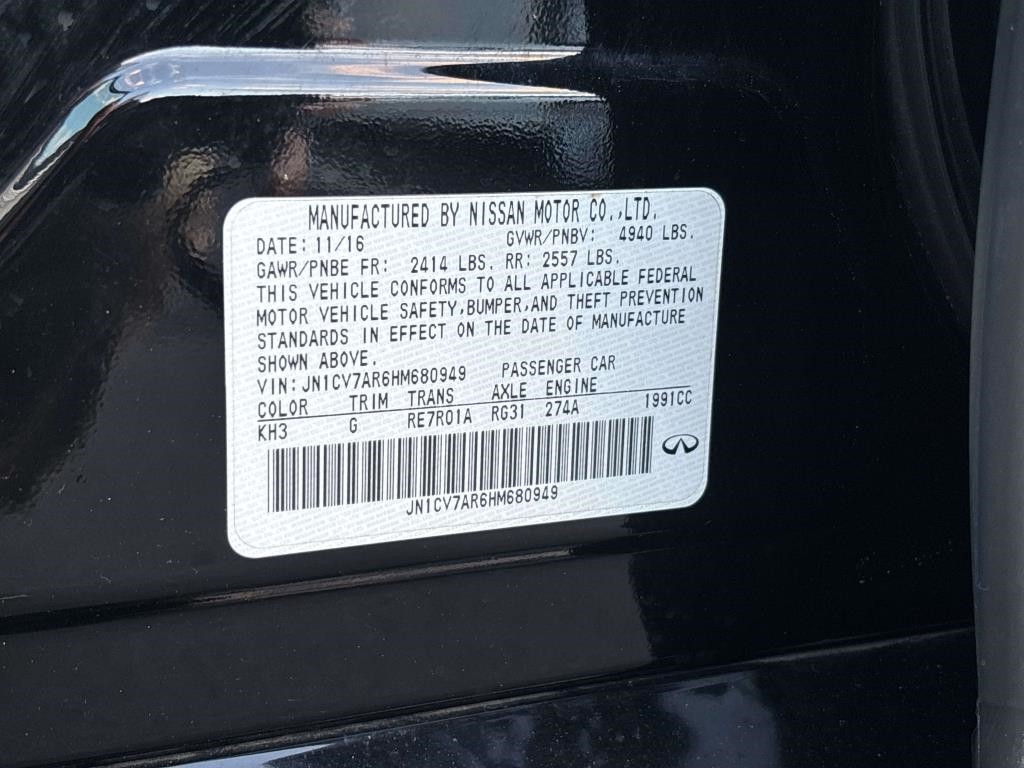 MANUFACTURED BY NISSAN MOTOR CO.,LTD.
DATE: 11/16 GVWR/PNBV: 4940 LBS.
GAWR/PNBE FR: 2414 LBS. RR: 2557 LBS.
THIS VEHICLE CONFORMS TO ALL APPLICABLE FEDERAL
MOTOR VEHICLE SAFETY,BUMPER,AND THEFT PREVENTION
STANDARDS IN EFFECT ON THE DATE OF MANUFACTURE
SHOWN ABOVE.
VIN: JN1CV7AR6HM680949 PASSENGER CAR
COLOR TRIM TRANS AXLE ENGINE
KH3 G RE7R01A RG31 274A 1991CC
JN1CV7AR6HM680949